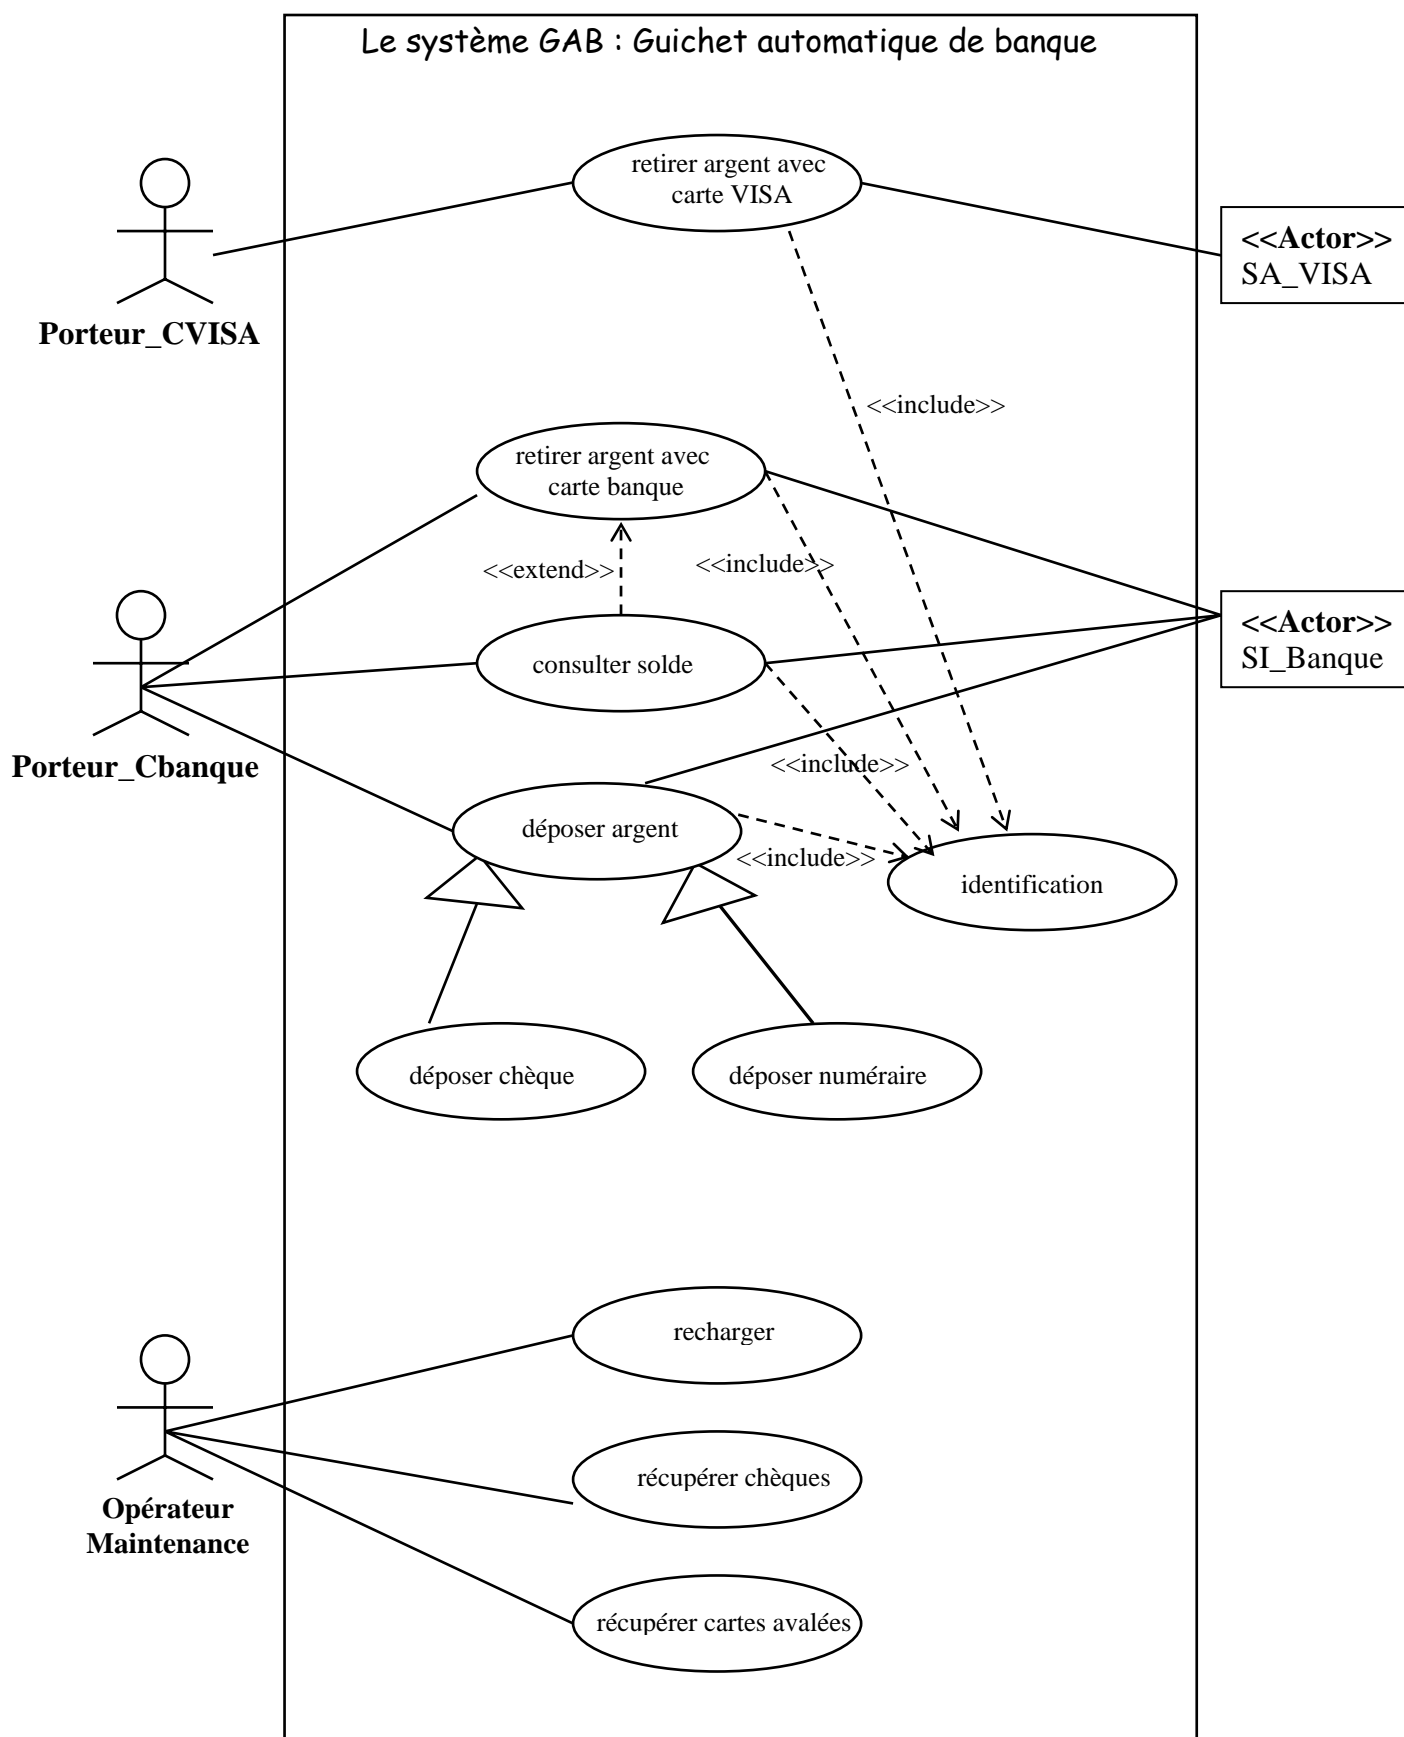 Le système GAB : Guichet automatique de banque
retirer argent avec
carte VISA
<<Actor>>
SA_VISA
Porteur_CVISA
<<include>>
retirer argent avec
carte banque
<<extend>>
<<include>>
<<Actor>>
SI_Banque
consulter solde
Porteur_Cbanque
<<include>>
déposer argent
<<include>>
identification
déposer chèque
déposer numéraire
recharger
récupérer chèques
Opérateur
Maintenance
récupérer cartes avalées